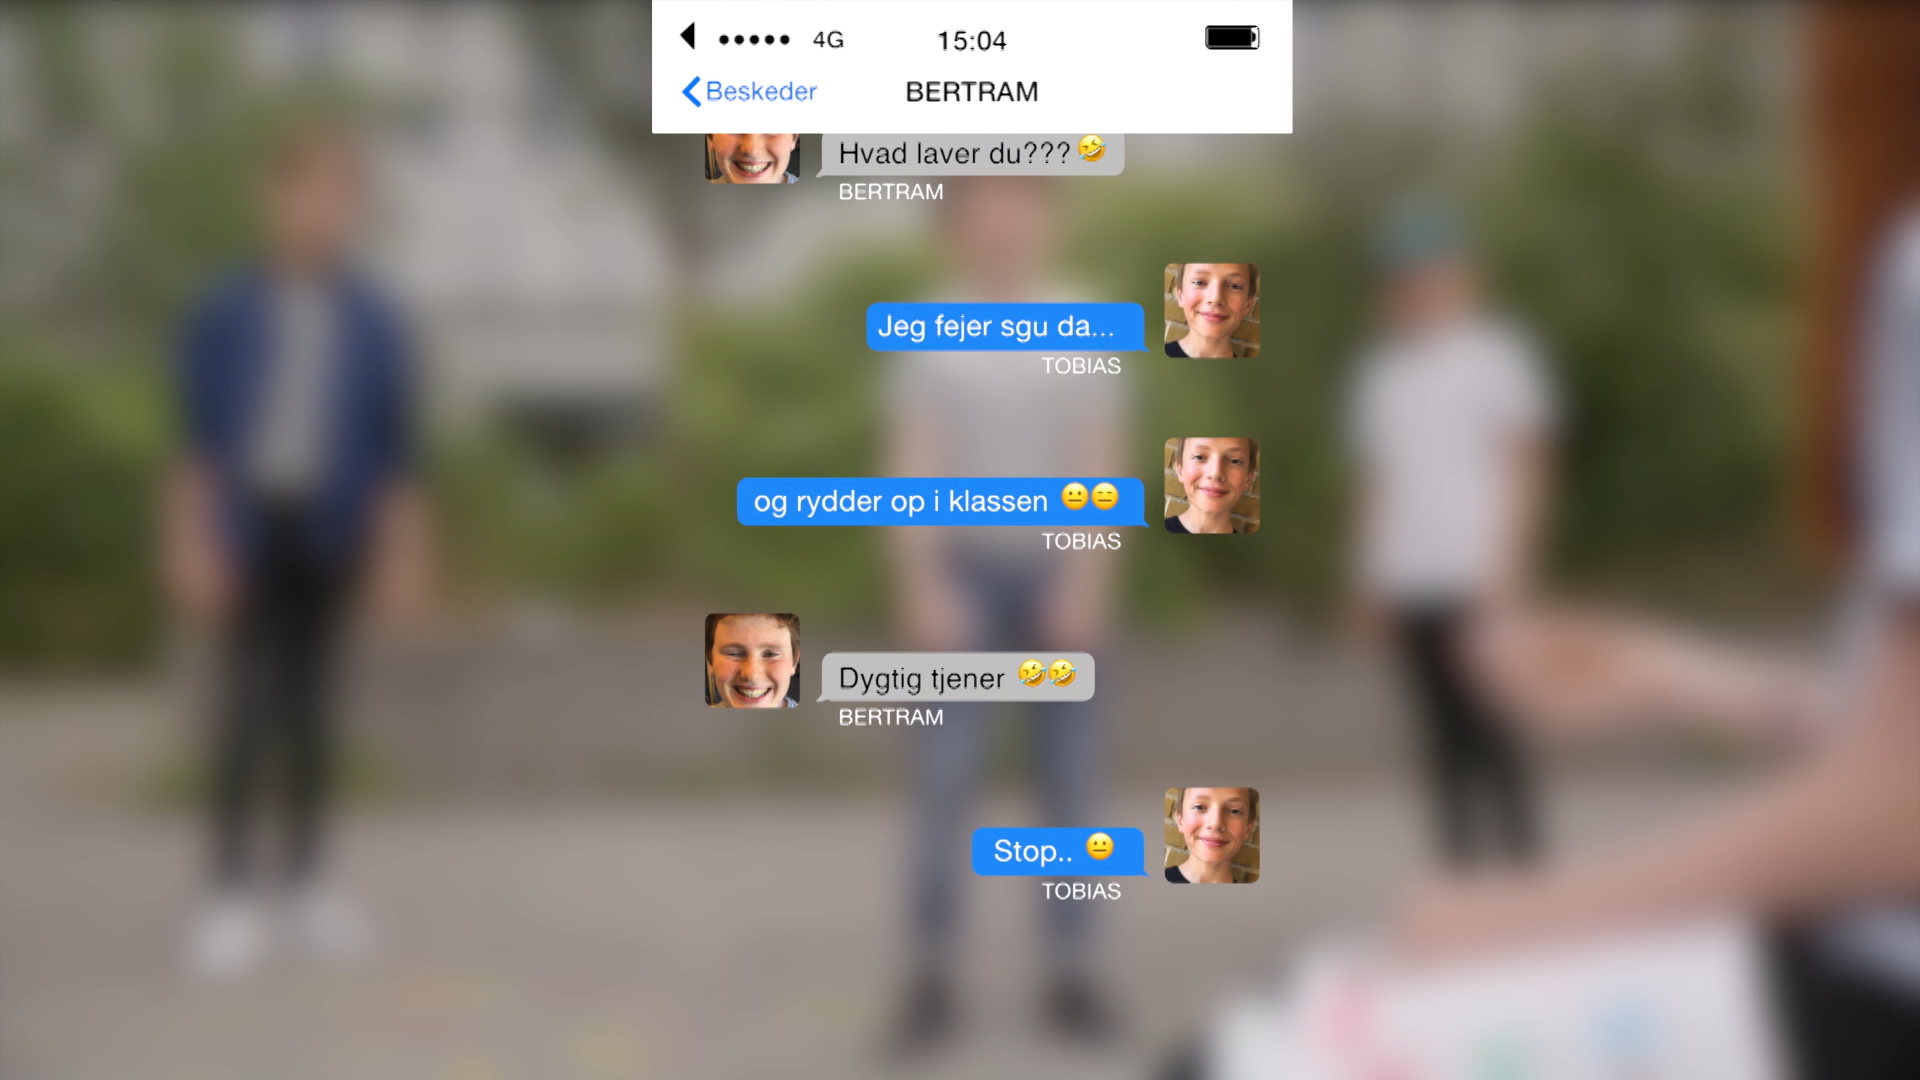 4G 15:04
Beskeder BERTRAM
Hvad laver du???🤣
BERTRAM
Jeg fejer sgu da...
TOBIAS
og rydder op i klassen 😐😑
TOBIAS
Dygtig tjener 🤣🤣
BERTRAM
Stop.. 😐
TOBIAS